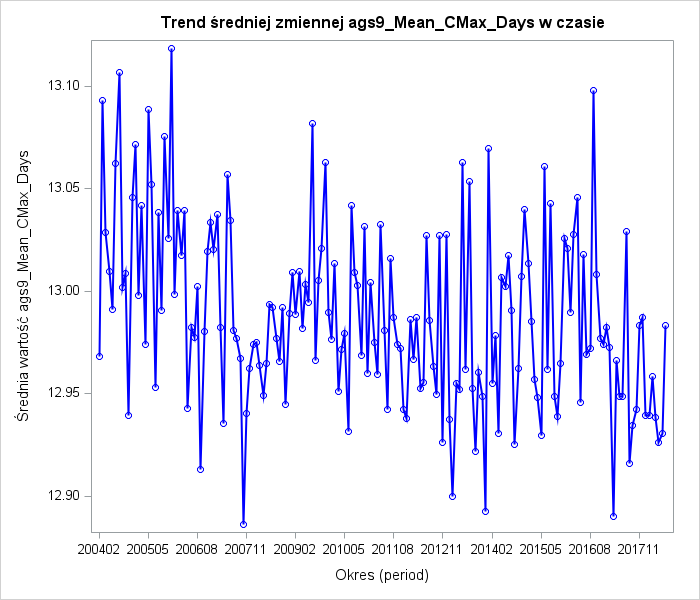 Trend średniej zmiennej ags9_Mean_CMax_Days w czasie
Średnia wartość ags9_Mean_CMax_Days
13.10
13.05
13.00
12.95
12.90
200402 200505 200608 200711 200902 201005 201108 201211 201402 201505 201608 201711
Okres (period)